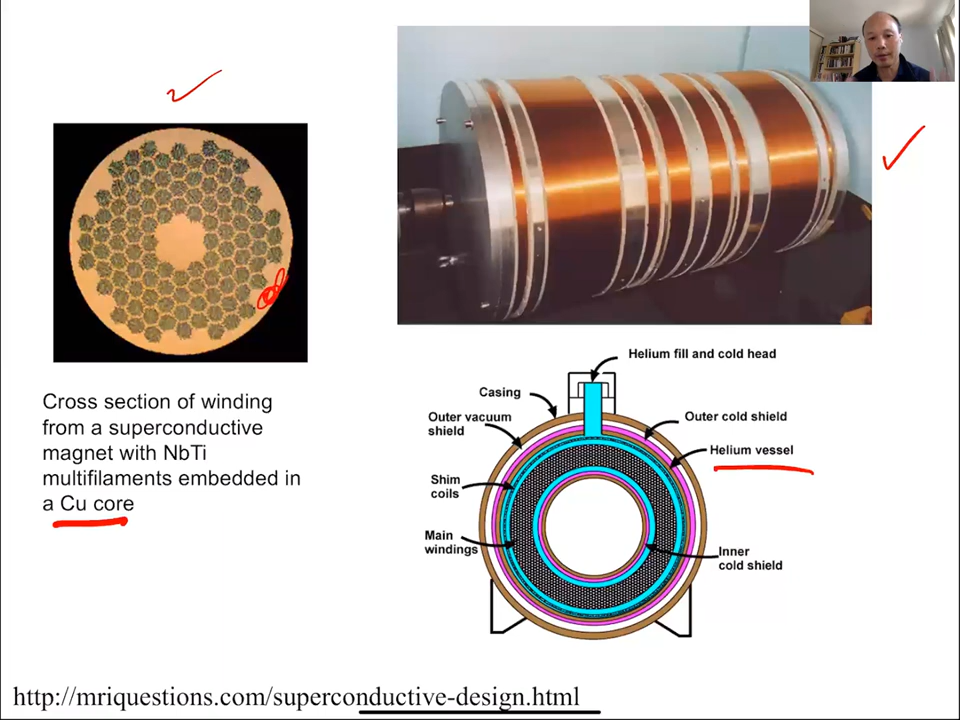 Cross section of winding
from a superconductive
magnet with NbTi
multifilaments embedded in
a Cu core
Helium fill and cold head
Casing
Outer vacuum
shield
Outer cold shield
Helium vessel
Shim
coils
Main
windings
Inner
cold shield
http://mriquestions.com/superconductive-design.html